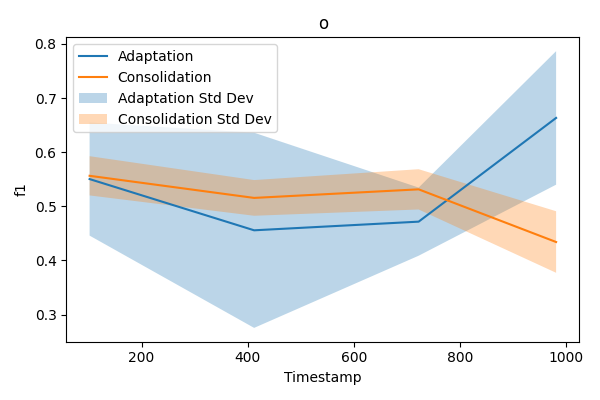 o
Adaptation
Consolidation
Adaptation Std Dev
Consolidation Std Dev
f1
0.8
0.7
0.6
0.5
0.4
0.3
200
400
600
800
1000
Timestamp